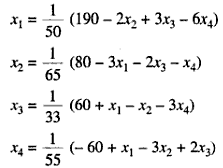 x₁ = 1/50 (190 − 2x₂ + 3x₃ − 6x₄)
x₂ = 1/65 (80 − 3x₁ − 2x₃ − x₄)
x₃ = 1/33 (60 + x₁ − x₂ − 3x₄)
x₄ = 1/55 (− 60 + x₁ − 3x₂ + 2x₃)